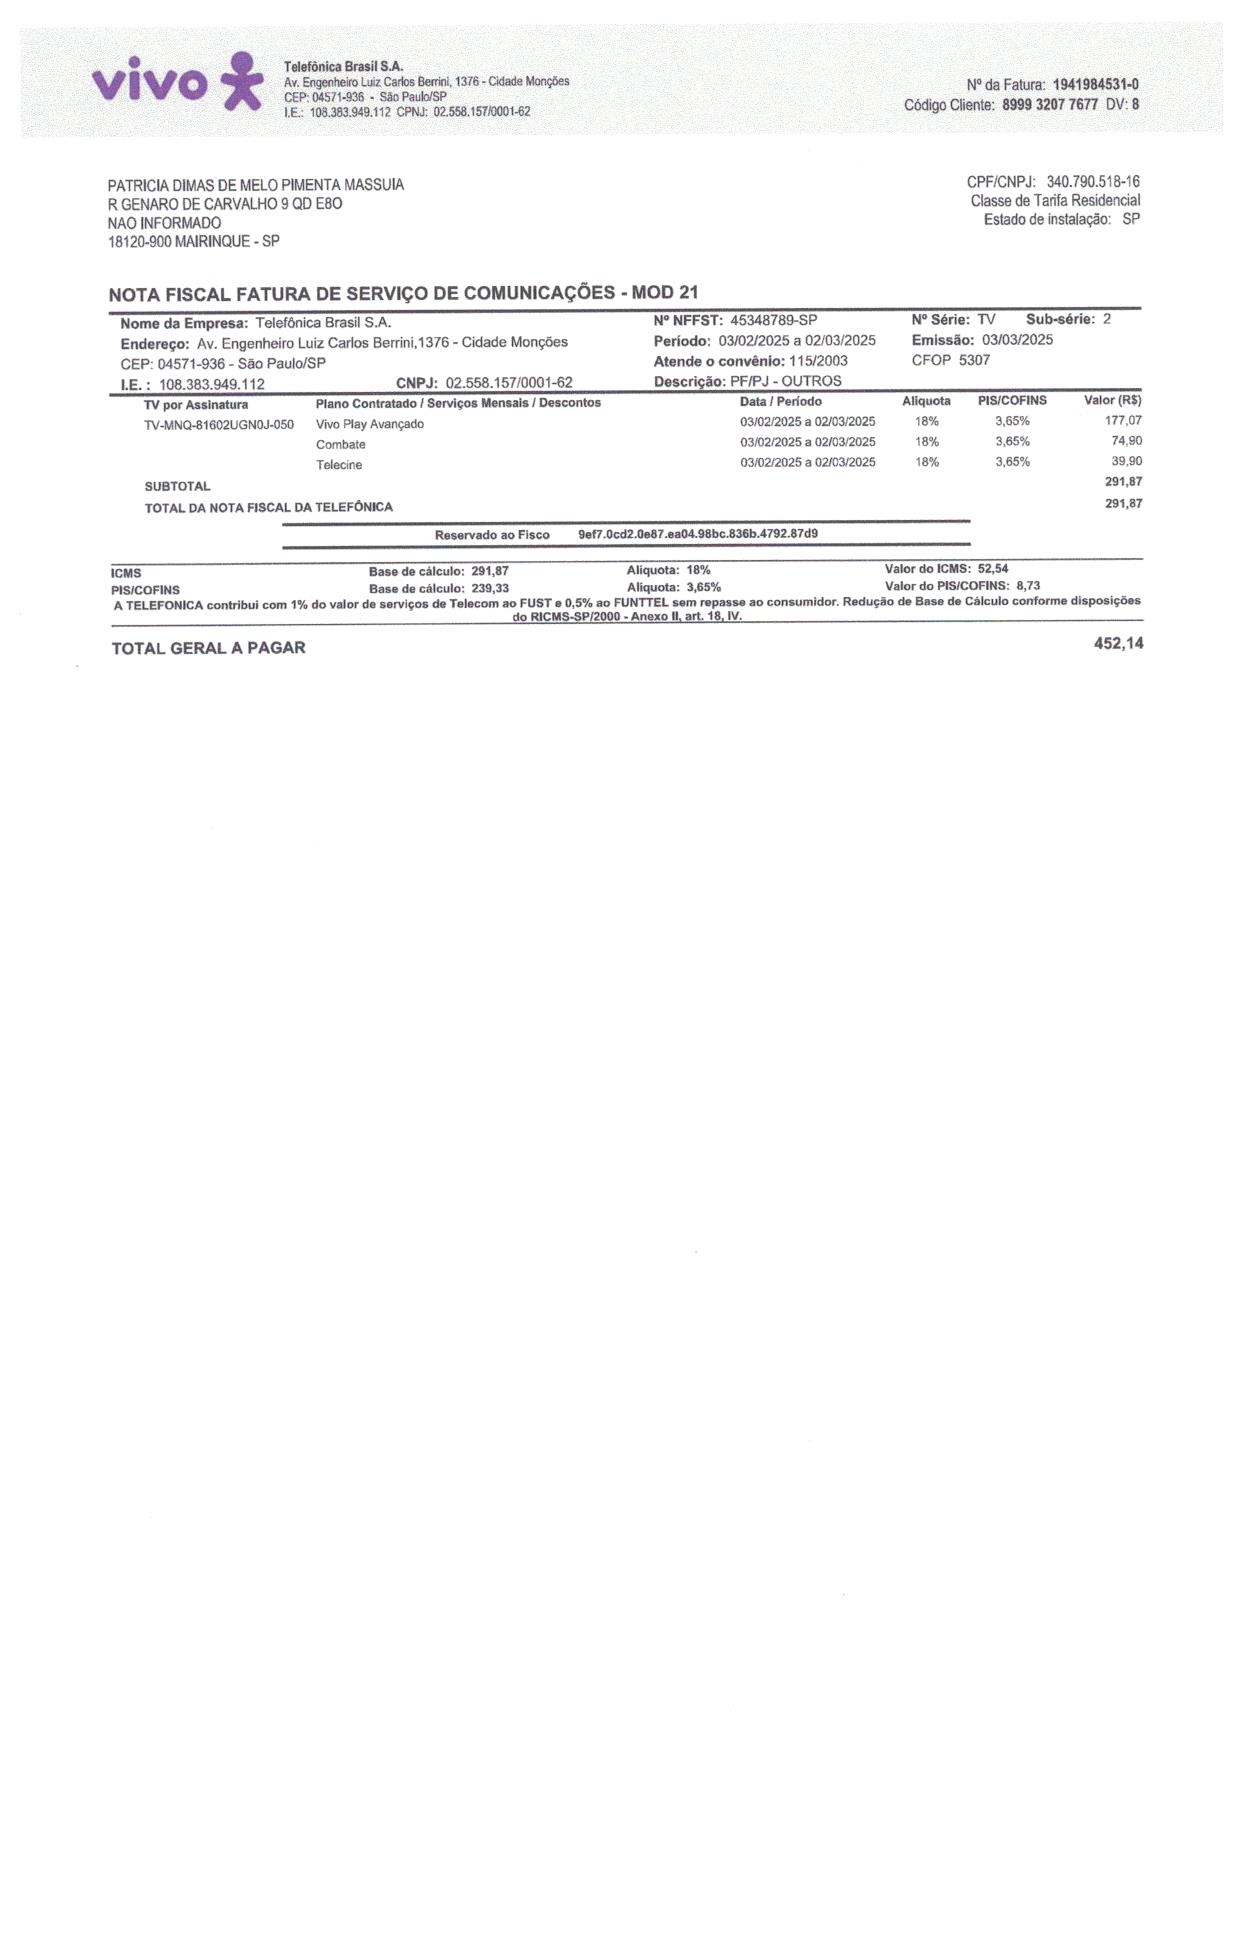 vivo
Telefônica Brasil S.A.
Av. Engenheiro Luiz Carlos Berrini, 1376 - Cidade Monções
CEP: 04571-936 - São Paulo/SP
I.E.: 108.383.949.112 CPNJ: 02.558.157/0001-62
Nº da Fatura: 1941984531-0
Código Cliente: 8999 3207 7677 DV: 8
PATRICIA DIMAS DE MELO PIMENTA MASSUIA
R GENARO DE CARVALHO 9 QD E8O
NAO INFORMADO
18120-900 MAIRINQUE - SP
CPF/CNPJ: 340.790.518-16
Classe de Tarifa Residencial
Estado de instalação: SP
NOTA FISCAL FATURA DE SERVIÇO DE COMUNICAÇÕES - MOD 21
Nome da Empresa: Telefônica Brasil S.A. Nº NFFST: 45348789-SP Nº Série: TV Sub-série: 2
Endereço: Av. Engenheiro Luiz Carlos Berrini,1376 - Cidade Monções Período: 03/02/2025 a 02/03/2025 Emissão: 03/03/2025
CEP: 04571-936 - São Paulo/SP Atende o convênio: 115/2003 CFOP 5307
I.E. : 108.383.949.112 CNPJ: 02.558.157/0001-62 Descrição: PF/PJ - OUTROS
TV por Assinatura Plano Contratado / Serviços Mensais / Descontos Data / Período Alíquota PIS/COFINS Valor (R$)
TV-MNQ-81602UGN0J-050 Vivo Play Avançado 03/02/2025 a 02/03/2025 18% 3,65% 177,07
Combate 03/02/2025 a 02/03/2025 18% 3,65% 74,90
Telecine 03/02/2025 a 02/03/2025 18% 3,65% 39,90
SUBTOTAL 291,87
TOTAL DA NOTA FISCAL DA TELEFÔNICA 291,87
Reservado ao Fisco 9ef7.0cd2.0e87.ea04.98bc.836b.4792.87d9
ICMS Base de cálculo: 291,87 Alíquota: 18% Valor do ICMS: 52,54
PIS/COFINS Base de cálculo: 239,33 Alíquota: 3,65% Valor do PIS/COFINS: 8,73
A TELEFONICA contribui com 1% do valor de serviços de Telecom ao FUST e 0,5% ao FUNTTEL sem repasse ao consumidor. Redução de Base de Cálculo conforme disposições
do RICMS-SP/2000 - Anexo II, art. 18, IV.
TOTAL GERAL A PAGAR 452,14